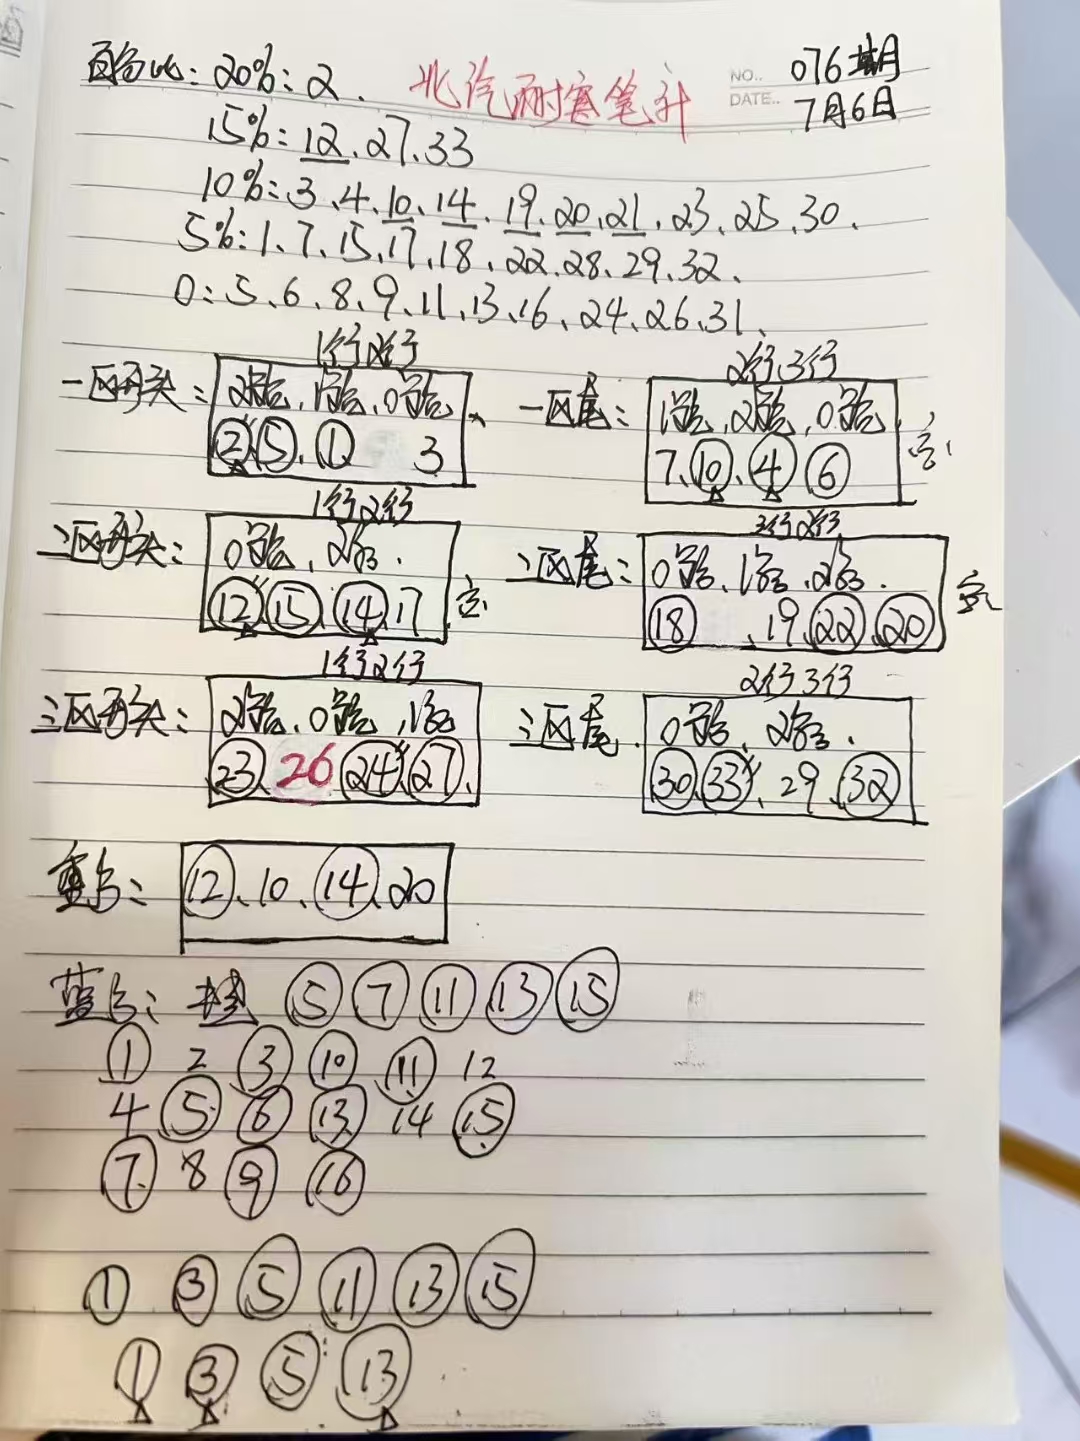 百分比：20%：2．
北汽耐寒笔升
NO.. 076期
DATE.. 7月6日
15%：12、27、33
10%：3、4、10、14、19、20、21、23、25、30、
5%：1、7、15、17、18、22、28、29、32、
0：5、6、8、9、11、13、16、24、26、31、
1行2行
一区头：2路、1路、0路
②、⑤、① 3
2行、3行
一区尾：1路、2路、0路
7、⑩、④ ⑥
1行2行
二区头：0路、2路．
⑫、⑮、⑭、17
3行2行
二区尾：0路、1路、2路．
⑱、19、㉒、⑳
1行2行
三区头：2路、0路、1路
㉓、26、㉔、㉗、
2行3行
三区尾：0路、2路．
㉚、㉝、29、㉜
重点：⑫、10、⑭、20
蓝号： ⑤ ⑦ ⑪ ⑬ ⑮
① 2 ③ ⑩ ⑪ 12
4 ⑤ ⑥ ⑬ 14 ⑮
⑦ 8 ⑨ ⑯
① ③ ⑤ ⑪ ⑬ ⑮
① ③ ⑤ ⑬